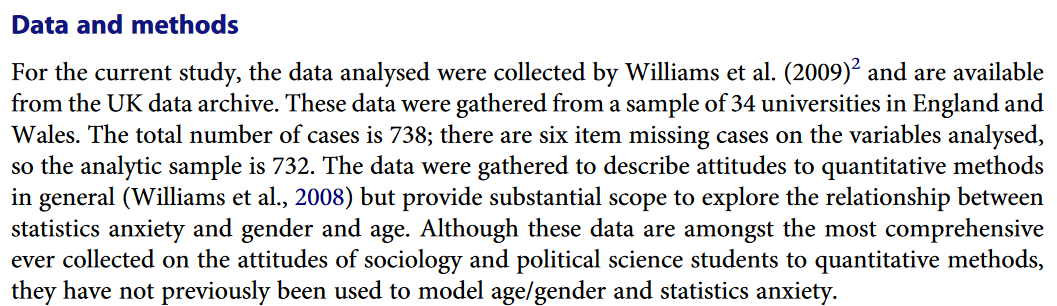 Data and methods
For the current study, the data analysed were collected by Williams et al. (2009)2 and are available
from the UK data archive. These data were gathered from a sample of 34 universities in England and
Wales. The total number of cases is 738; there are six item missing cases on the variables analysed,
so the analytic sample is 732. The data were gathered to describe attitudes to quantitative methods
in general (Williams et al., 2008) but provide substantial scope to explore the relationship between
statistics anxiety and gender and age. Although these data are amongst the most comprehensive
ever collected on the attitudes of sociology and political science students to quantitative methods,
they have not previously been used to model age/gender and statistics anxiety.